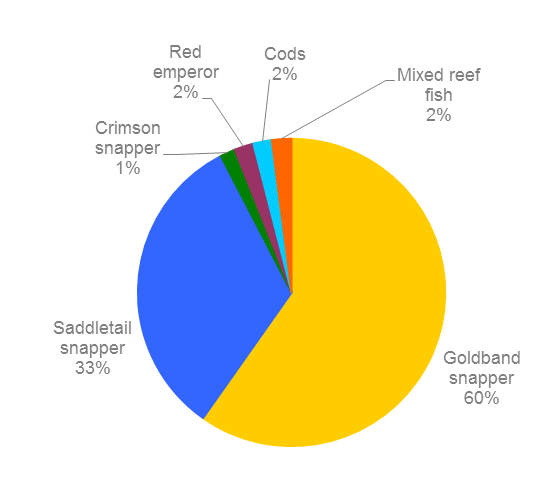 Red
emperor
2%
Cods
2%
Mixed reef
fish
2%
Crimson
snapper
1%
Saddletail
snapper
33%
Goldband
snapper
60%